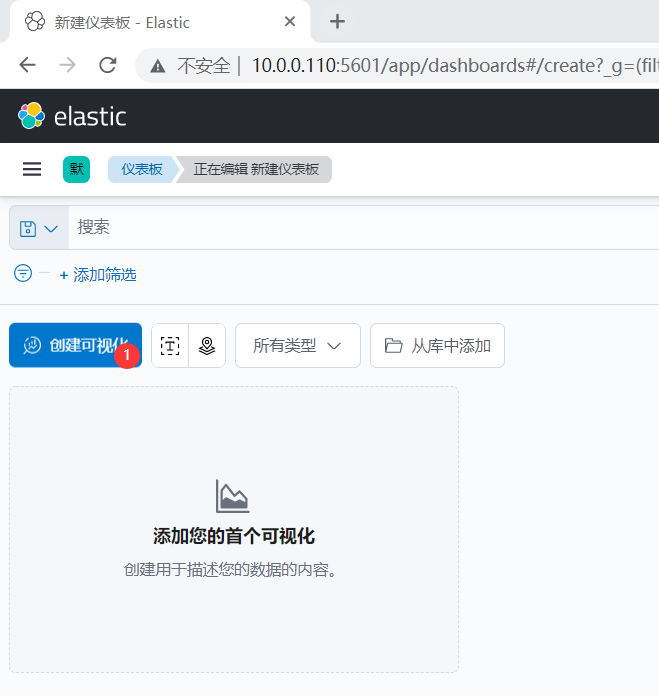 新建仪表板 - Elastic
不安全 | 10.0.0.110:5601/app/dashboards#/create?_g=(filt
elastic
默 仪表板 正在编辑 新建仪表板
搜索
+ 添加筛选
创建可视化 1 T 所有类型 从库中添加
添加您的首个可视化
创建用于描述您的数据的内容。